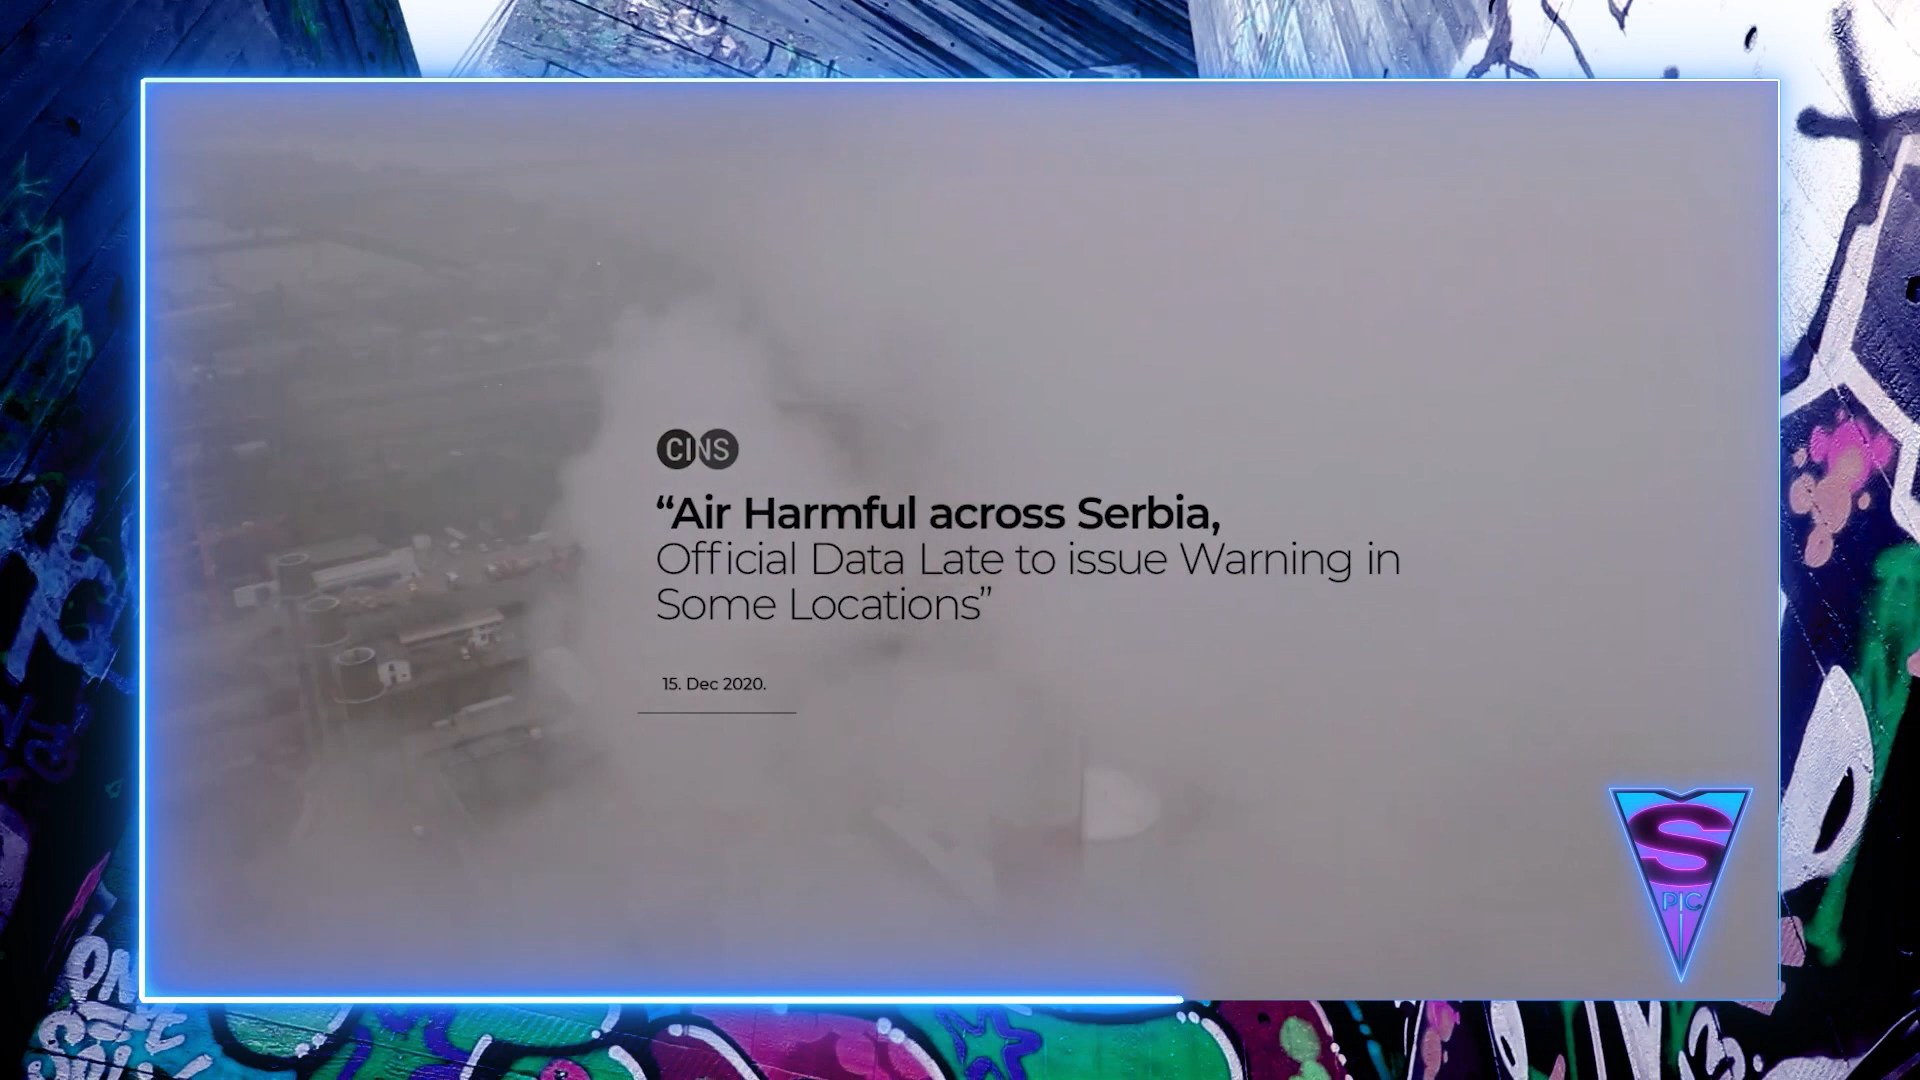 CINS
“Air Harmful across Serbia,
Official Data Late to issue Warning in
Some Locations”
15. Dec 2020.
S
PIC